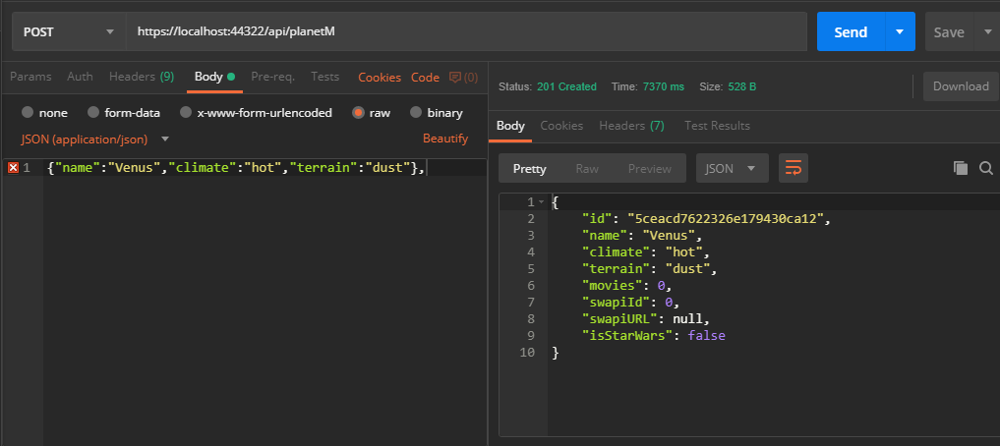 POST https://localhost:44322/api/planetM Send Save
Params Auth Headers (9) Body Pre-req. Tests Cookies Code (0)
none form-data x-www-form-urlencoded raw binary
JSON (application/json) Beautify
1 {"name":"Venus","climate":"hot","terrain":"dust"},
Status: 201 Created Time: 7370 ms Size: 528 B Download
Body Cookies Headers (7) Test Results
Pretty Raw Preview JSON
1 {
2 "id": "5ceacd7622326e179430ca12",
3 "name": "Venus",
4 "climate": "hot",
5 "terrain": "dust",
6 "movies": 0,
7 "swapiId": 0,
8 "swapiURL": null,
9 "isStarWars": false
10 }